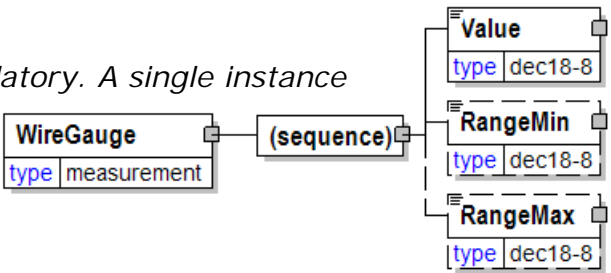 Value
type dec18-8
latory. A single instance
RangeMin
type dec18-8
WireGauge
type measurement
(sequence)
RangeMax
type dec18-8